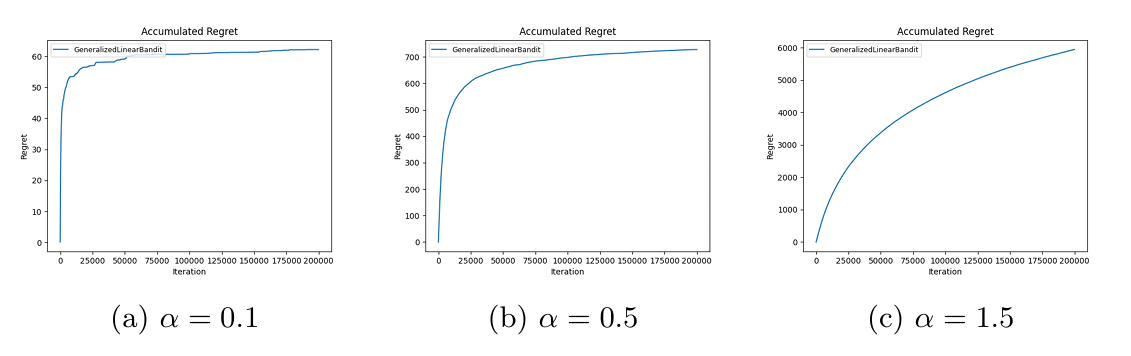 Accumulated Regret
GeneralizedLinearBandit
60
50
40
30
20
10
0
Regret
0 25000 50000 75000 100000 125000 150000 175000 200000
Iteration
(a) α = 0.1
Accumulated Regret
GeneralizedLinearBandit
700
600
500
400
300
200
100
0
Regret
0 25000 50000 75000 100000 125000 150000 175000 200000
Iteration
(b) α = 0.5
Accumulated Regret
GeneralizedLinearBandit
6000
5000
4000
3000
2000
1000
0
Regret
0 25000 50000 75000 100000 125000 150000 175000 200000
Iteration
(c) α = 1.5